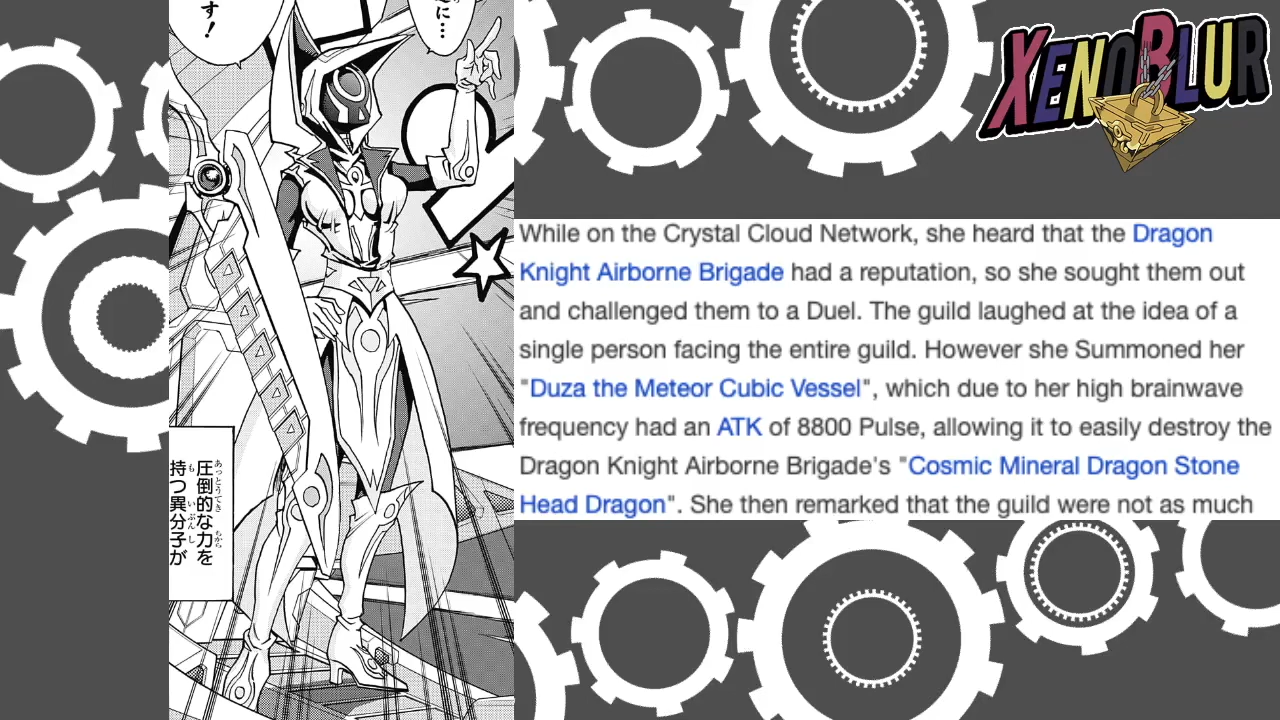 す！
に…
XENOBLUR
While on the Crystal Cloud Network, she heard that the Dragon
Knight Airborne Brigade had a reputation, so she sought them out
and challenged them to a Duel. The guild laughed at the idea of a
single person facing the entire guild. However she Summoned her
"Duza the Meteor Cubic Vessel", which due to her high brainwave
frequency had an ATK of 8800 Pulse, allowing it to easily destroy the
Dragon Knight Airborne Brigade's "Cosmic Mineral Dragon Stone
Head Dragon". She then remarked that the guild were not as much
圧倒的な力を
持つ異分子が